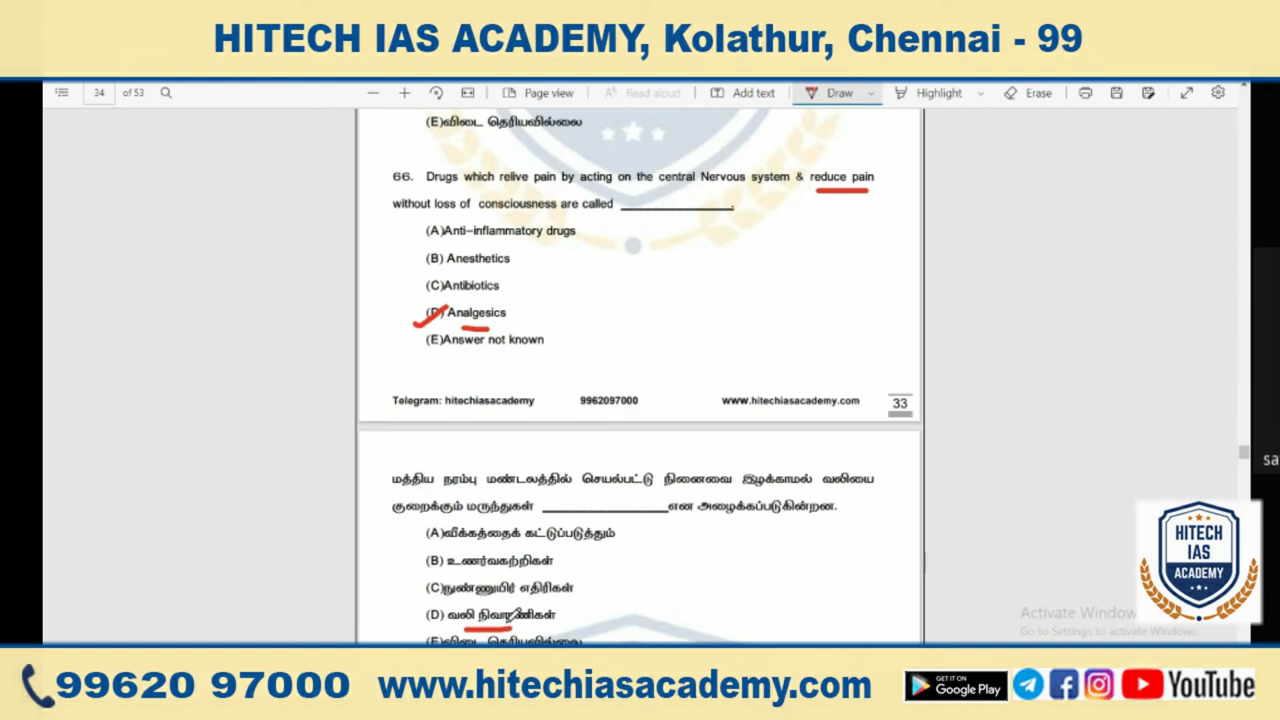 HITECH IAS ACADEMY, Kolathur, Chennai - 99
34 of 53 Page view Read aloud Add text Draw Highlight Erase
(E)விடை தெரியவில்லை
66. Drugs which relive pain by acting on the central Nervous system & reduce pain
without loss of consciousness are called ____________.
(A)Anti-inflammatory drugs
(B) Anesthetics
(C)Antibiotics
(D) Analgesics
(E)Answer not known
Telegram: hitechiasacademy 9962097000 www.hitechiasacademy.com 33
மத்திய நரம்பு மண்டலத்தில் செயல்பட்டு நினைவை இழக்காமல் வலியை
குறைக்கும் மருந்துகள் ____________என அழைக்கப்படுகின்றன.
(A)வீக்கத்தைக் கட்டுப்படுத்தும்
(B) உணர்வகற்றிகள்
(C)நுண்ணுயிர் எதிரிகள்
(D) வலி நிவாரணிகள்
(E)விடை தெரியவில்லை
sa
HITECH
IAS
ACADEMY
Activate Window
Go to Settings to activate Windows.
99620 97000 www.hitechiasacademy.com GET IT ON Google Play YouTube